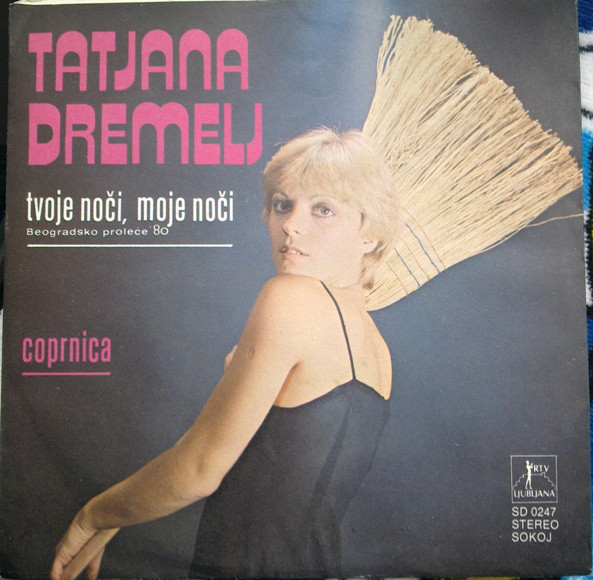 TATJANA
DREMELJ
tvoje noči, moje noči
Beogradsko proleće '80
coprnica
RTV
LJUBLJANA
SD 0247
STEREO
SOKOJ